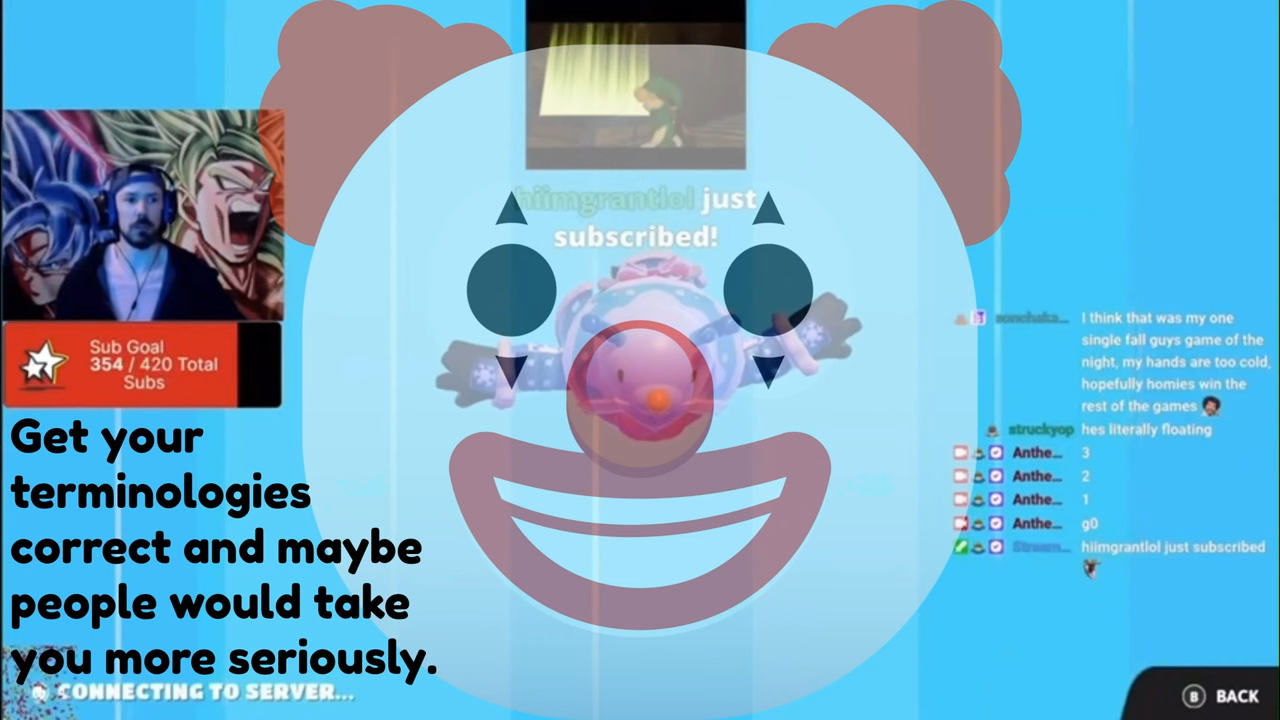 hiimgrantlol just
subscribed!
Sub Goal
354 / 420 Total
Subs
Get your
terminologies
correct and maybe
people would take
you more seriously.
CONNECTING TO SERVER...
I think that was my one
single fall guys game of the
night, my hands are too cold,
hopefully homies win the
rest of the games
struckyop hes literally floating
Anthe... 3
Anthe... 2
Anthe... 1
Anthe... g0
Stream... hiimgrantlol just subscribed
B BACK